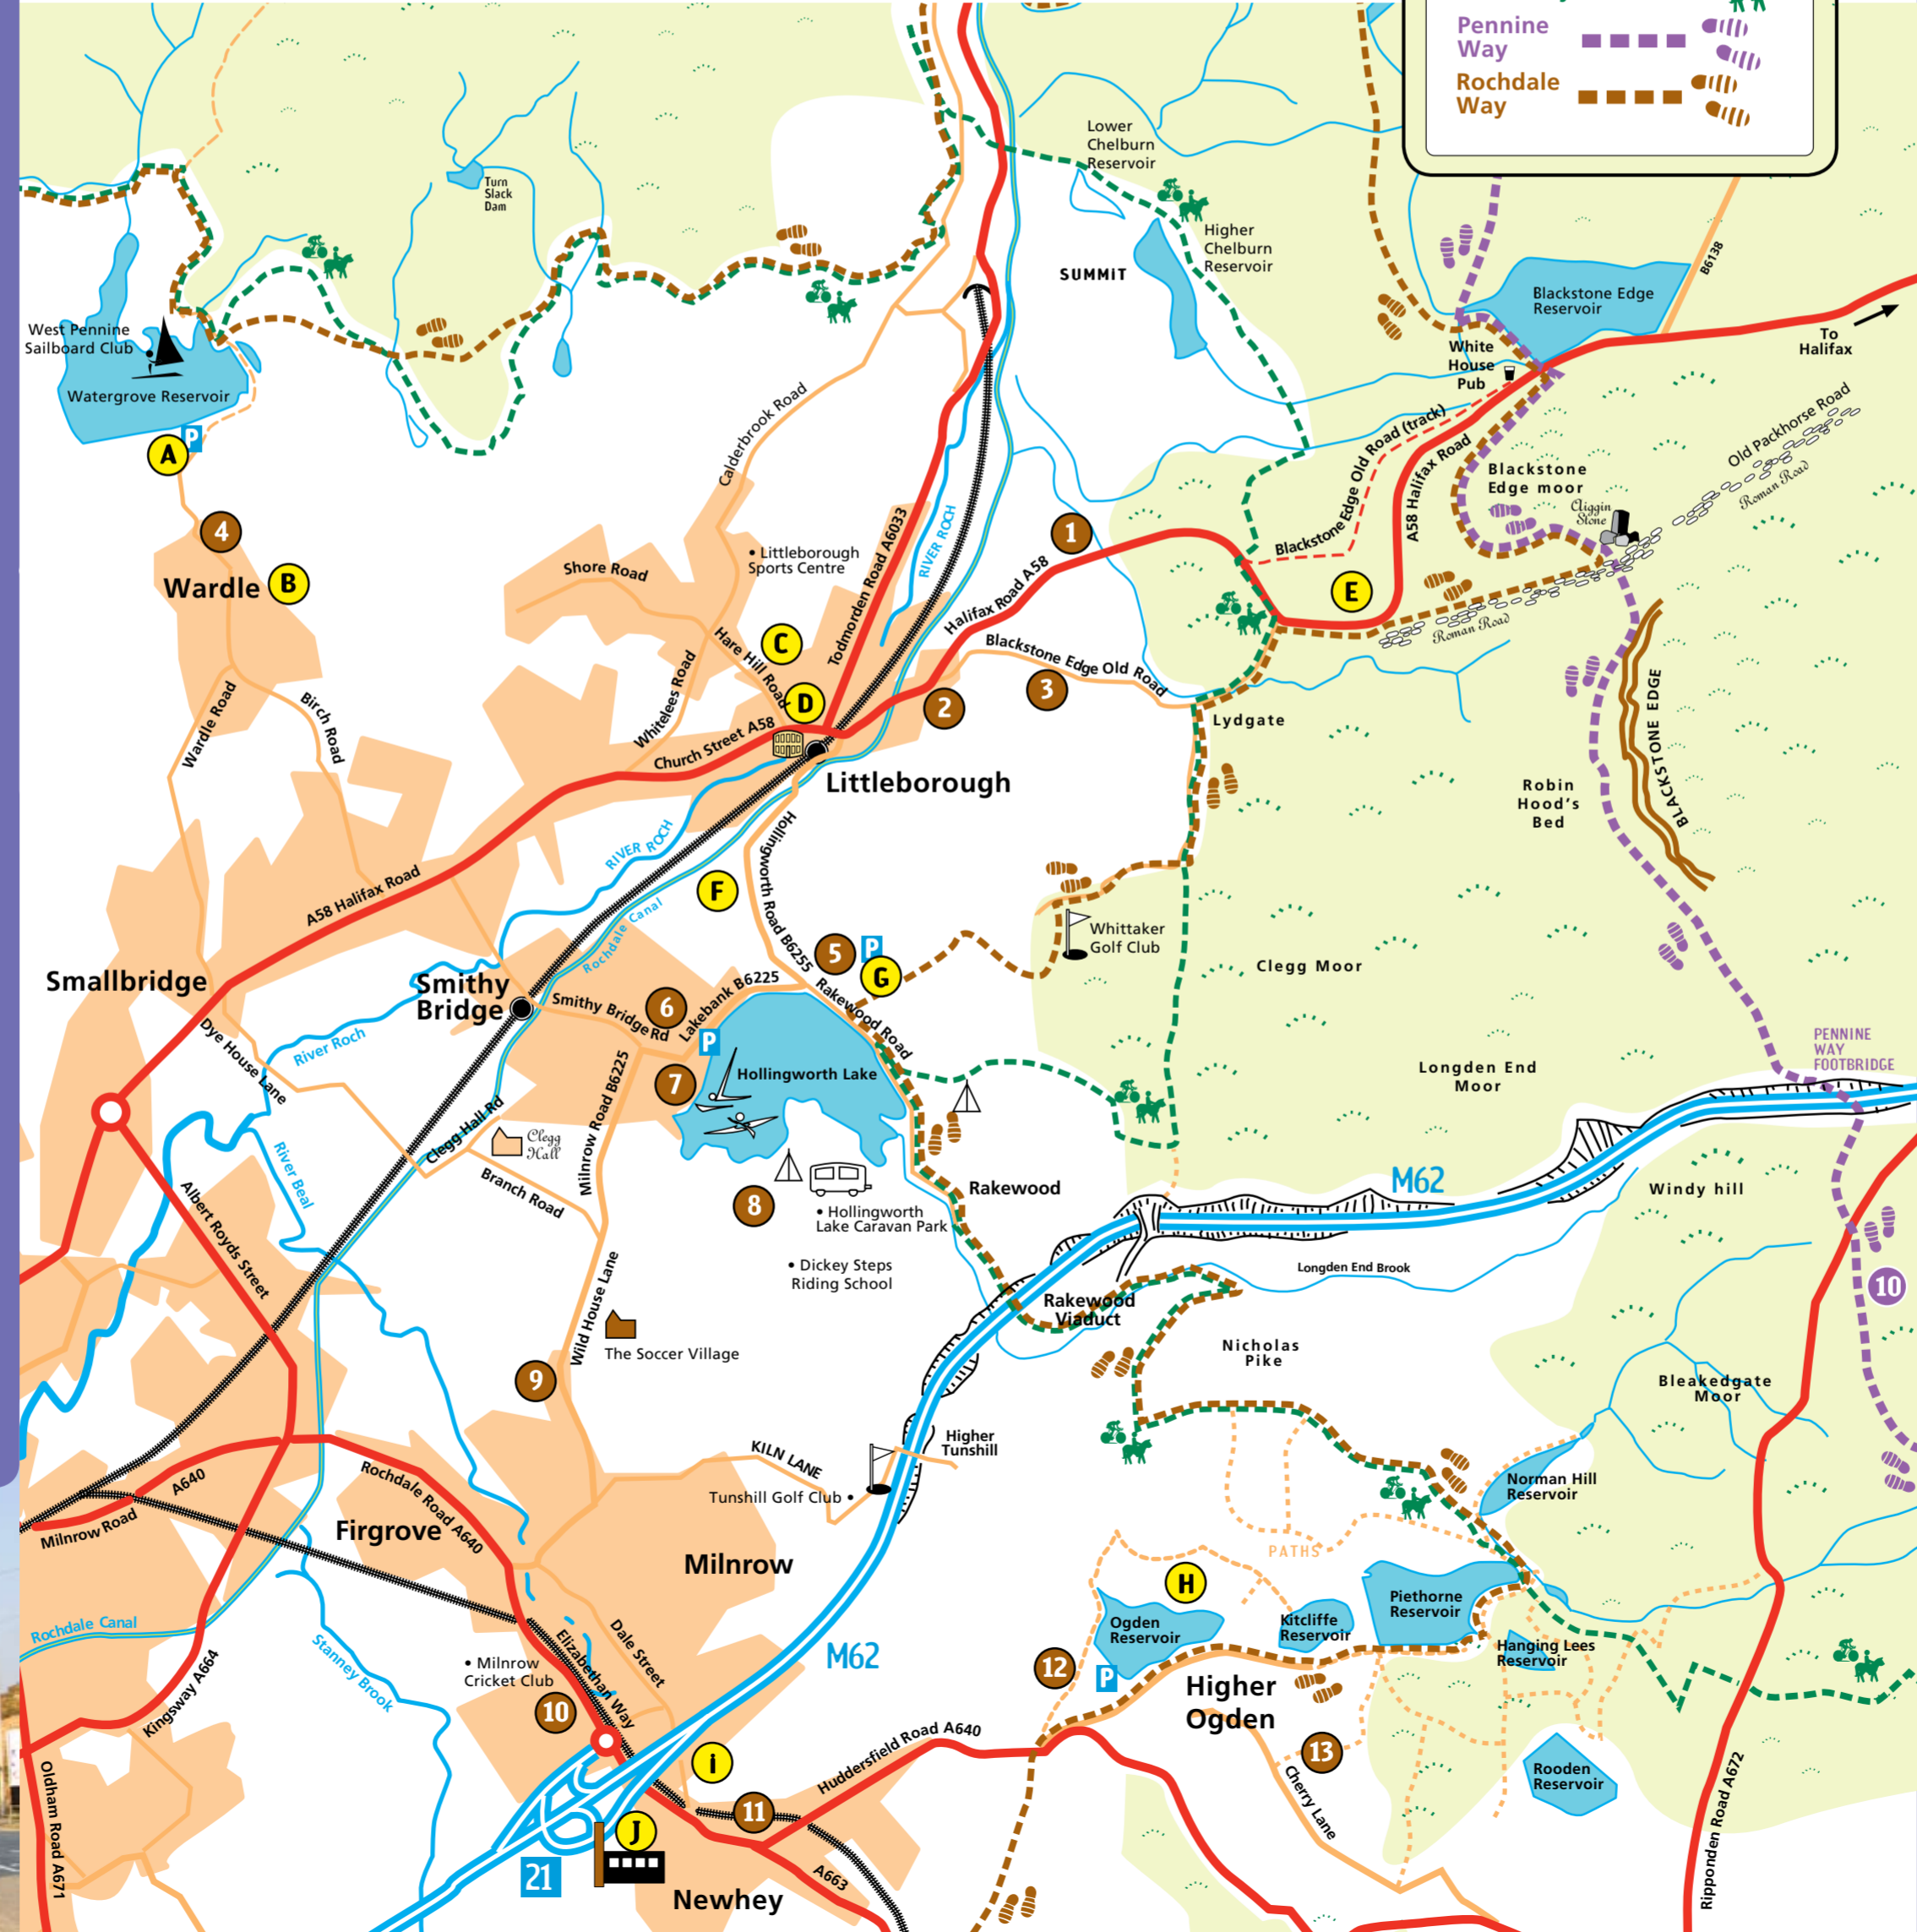 Pennine
Way
Rochdale
Way
Lower
Chelburn
Reservoir
Turn
Slack
Dam
Higher
Chelburn
Reservoir
SUMMiT
B6138
Blackstone Edge
Reservoir
To
Halifax
West Pennine
Sailboard Club
Watergrove Reservoir
White
House
Pub
P
A
Calderbrook Road
Blackstone Edge Old Road (track)
A58 Halifax Road
Old Packhorse Road
Roman Road
Blackstone
Edge moor
Cliggin
Stone
4
Wardle
B
Shore Road
• Littleborough
Sports Centre
Todmorden Road A6033
RIVER ROCH
1
Halifax Road A58
E
Roman Road
C
Hare Hill Road
D
Whitelees Road
Church Street A58
Blackstone Edge Old Road
2
3
Lydgate
Wardle Road
Birch Road
Littleborough
BLACKSTONE EDGE
Robin
Hood's
Bed
Hollingworth Road B6255
RIVER ROCH
A58 Halifax Road
F
Rochdale Canal
5
P
G
Whittaker
Golf Club
Clegg Moor
Smallbridge
Smithy
Bridge
Smithy Bridge Rd
6
Lakebank B6225
Rakewood Road
P
Dye House Lane
River Roch
7
Hollingworth Lake
Longden End
Moor
PENNINE
WAY
FOOTBRIDGE
Milnrow Road B6225
Clegg Hall Rd
Clegg
Hall
River Beal
Branch Road
Albert Royds Street
8
• Hollingworth
Lake Caravan Park
Rakewood
M62
Windy hill
• Dickey Steps
Riding School
Longden End Brook
10
Rakewood
Viaduct
Wild House Lane
The Soccer Village
9
Nicholas
Pike
Bleakedgate
Moor
Higher
Tunshill
KILN LANE
Tunshill Golf Club •
A640
Milnrow Road
Rochdale Road A640
Norman Hill
Reservoir
Firgrove
Milnrow
PATHS
H
Piethorne
Reservoir
Ogden
Reservoir
Kitcliffe
Reservoir
Hanging Lees
Reservoir
Rochdale Canal
Stanney Brook
Kingsway A664
• Milnrow
Cricket Club
Elizabethan Way
Dale Street
M62
12
P
Higher
Ogden
10
13
Huddersfield Road A640
i
Cherry Lane
Rooden
Reservoir
Oldham Road A671
11
J
21
A663
Newhey
Ripponden Road A672